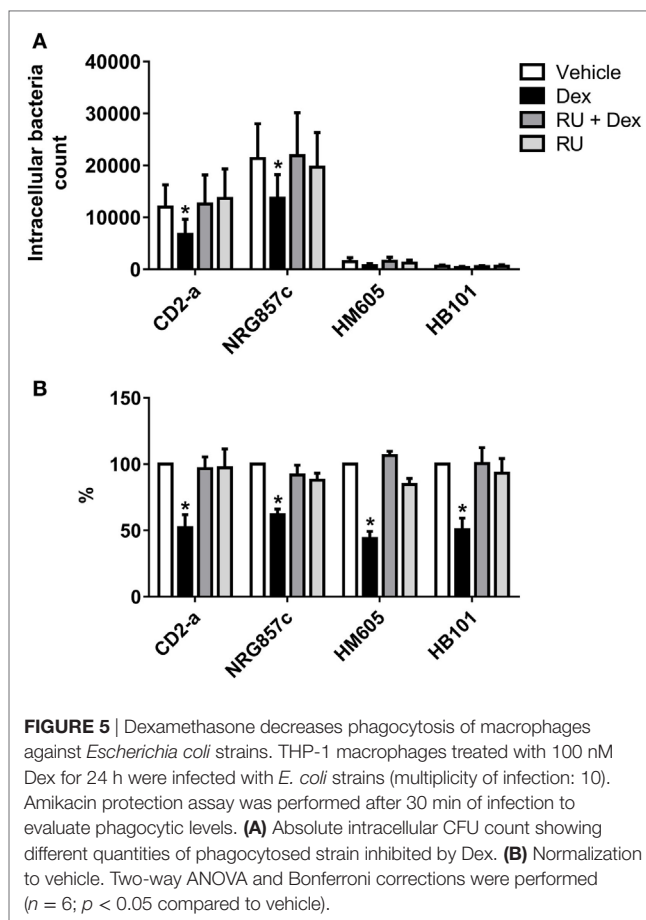 A
Intracellular bacteria
count
40000
30000
20000
10000
0
* *
CD2-a NRG857c HM605 HB101
Vehicle
Dex
RU + Dex
RU
B
%
150
100
50
0
* * * *
CD2-a NRG857c HM605 HB101
FIGURE 5 | Dexamethasone decreases phagocytosis of macrophages
against Escherichia coli strains. THP-1 macrophages treated with 100 nM
Dex for 24 h were infected with E. coli strains (multiplicity of infection: 10).
Amikacin protection assay was performed after 30 min of infection to
evaluate phagocytic levels. (A) Absolute intracellular CFU count showing
different quantities of phagocytosed strain inhibited by Dex. (B) Normalization
to vehicle. Two-way ANOVA and Bonferroni corrections were performed
(n = 6; p < 0.05 compared to vehicle).